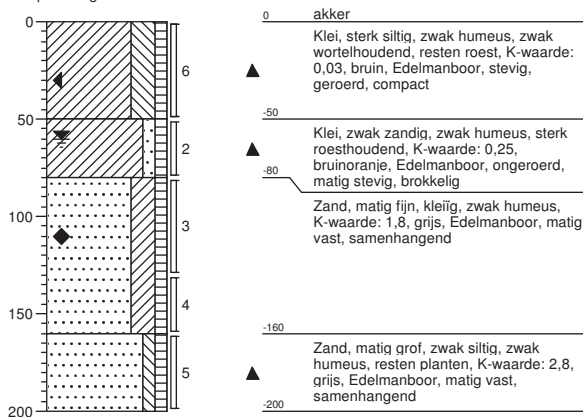 0
50
100
150
200
6
2
3
4
5
0 akker
Klei, sterk siltig, zwak humeus, zwak
wortelhoudend, resten roest, K-waarde:
0,03, bruin, Edelmanboor, stevig,
geroerd, compact
-50
Klei, zwak zandig, zwak humeus, sterk
roesthoudend, K-waarde: 0,25,
bruinoranje, Edelmanboor, ongeroerd,
matig stevig, brokkelig
-80
Zand, matig fijn, kleiïg, zwak humeus,
K-waarde: 1,8, grijs, Edelmanboor, matig
vast, samenhangend
-160
Zand, matig grof, zwak siltig, zwak
humeus, resten planten, K-waarde: 2,8,
grijs, Edelmanboor, matig vast,
samenhangend
-200